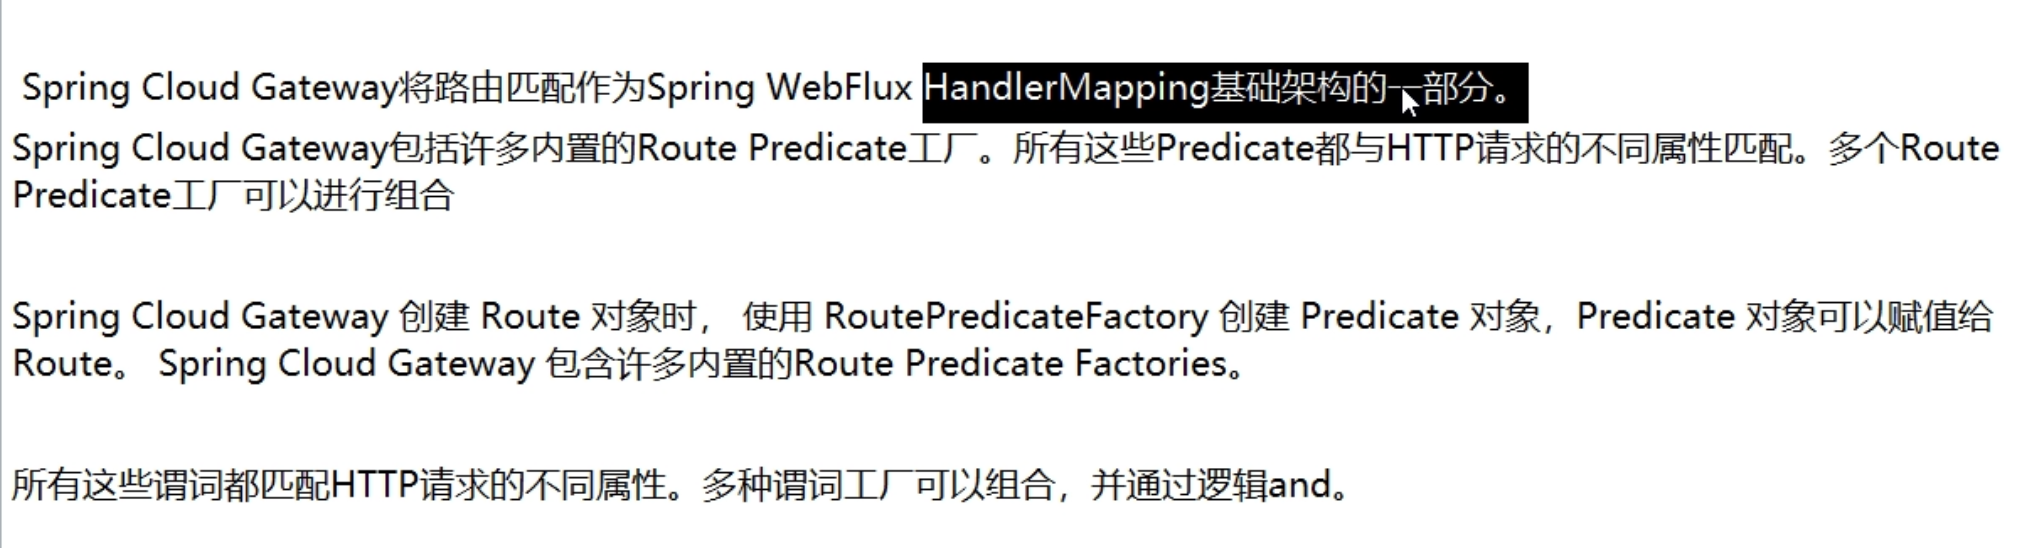 Spring Cloud Gateway将路由匹配作为Spring WebFlux HandlerMapping基础架构的一部分。
Spring Cloud Gateway包括许多内置的Route Predicate工厂。所有这些Predicate都与HTTP请求的不同属性匹配。多个Route
Predicate工厂可以进行组合
Spring Cloud Gateway 创建 Route 对象时， 使用 RoutePredicateFactory 创建 Predicate 对象，Predicate 对象可以赋值给
Route。 Spring Cloud Gateway 包含许多内置的Route Predicate Factories。
所有这些谓词都匹配HTTP请求的不同属性。多种谓词工厂可以组合，并通过逻辑and。